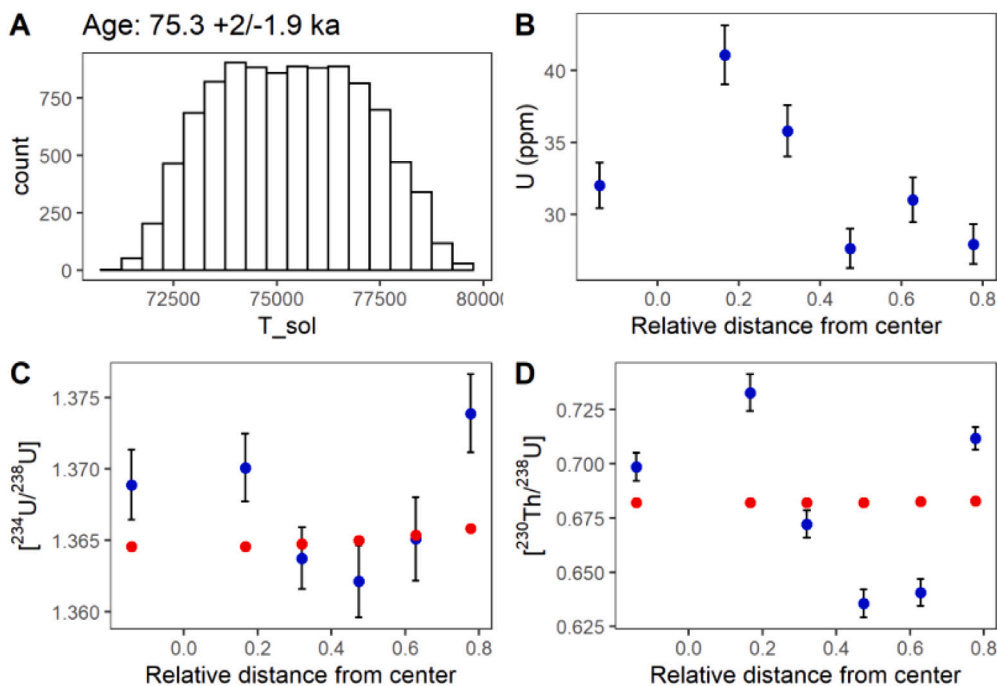 A Age: 75.3 +2/-1.9 ka
count
750
500
250
0
72500 75000 77500 80000
T_sol
B
U (ppm)
40
35
30
0.0 0.2 0.4 0.6 0.8
Relative distance from center
C
[²³⁴U/²³⁸U]
1.375
1.370
1.365
1.360
0.0 0.2 0.4 0.6 0.8
Relative distance from center
D
[²³⁰Th/²³⁸U]
0.725
0.700
0.675
0.650
0.625
0.0 0.2 0.4 0.6 0.8
Relative distance from center